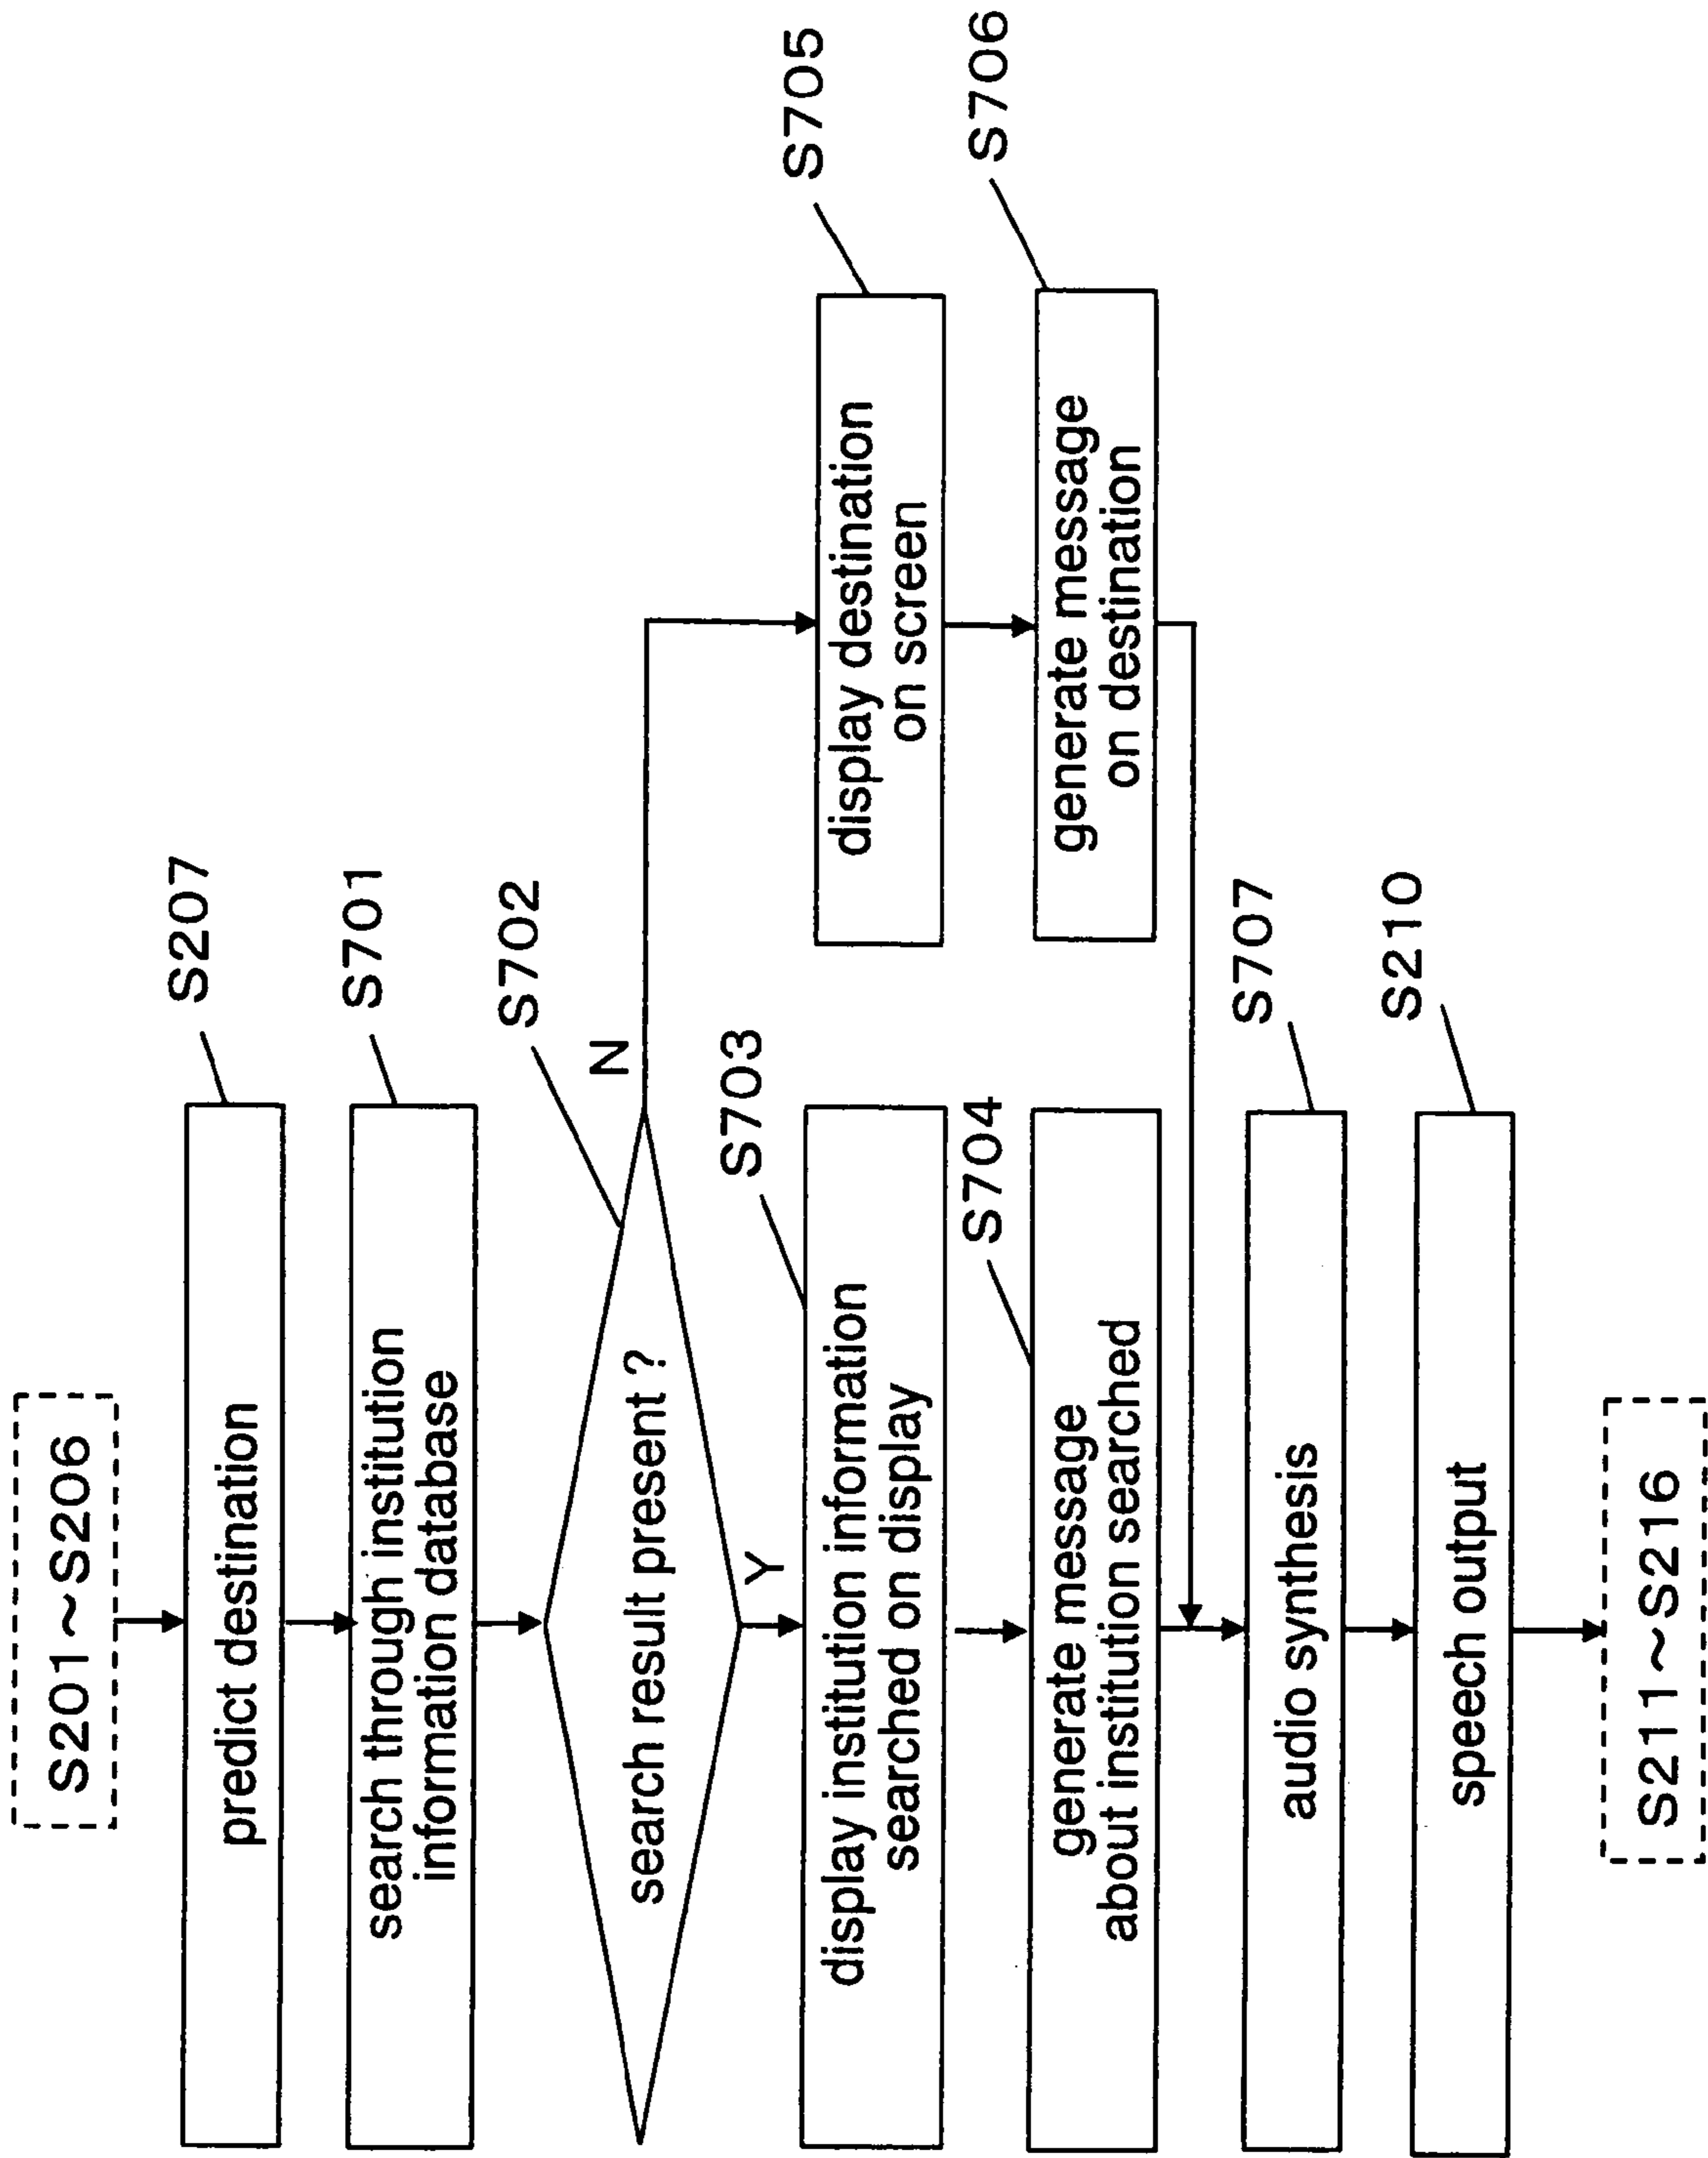 S201~S206
predict destination
S207
search through institution
information database
S701
search result present ?
S702
N
Y
display institution information
searched on display
S703
generate message
about institution searched
S704
display destination
on screen
S705
generate message
on destination
S706
audio synthesis
S707
speech output
S210
S211~S216